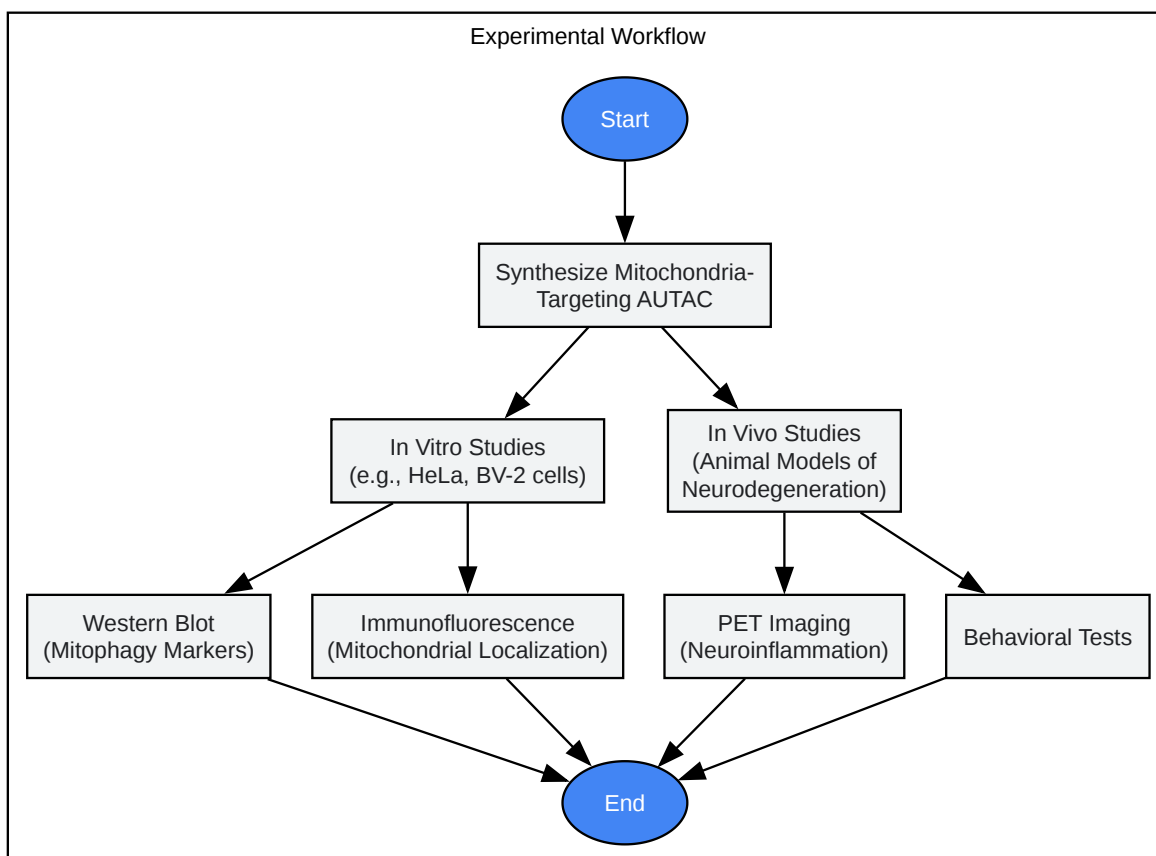 Experimental Workflow
Start
Synthesize Mitochondria-
Targeting AUTAC
In Vitro Studies
(e.g., HeLa, BV-2 cells)
In Vivo Studies
(Animal Models of
Neurodegeneration)
Western Blot
(Mitophagy Markers)
Immunofluorescence
(Mitochondrial Localization)
PET Imaging
(Neuroinflammation)
Behavioral Tests
End